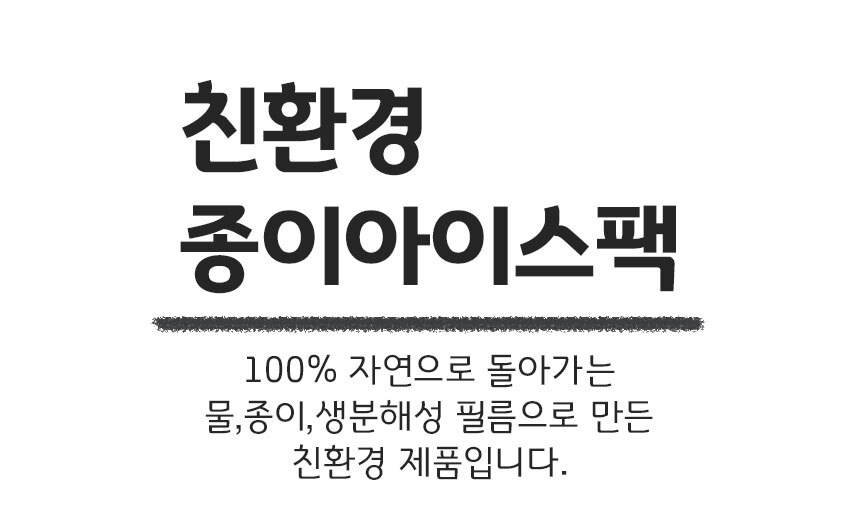 친환경
종이아이스팩
100% 자연으로 돌아가는
물,종이,생분해성 필름으로 만든
친환경 제품입니다.